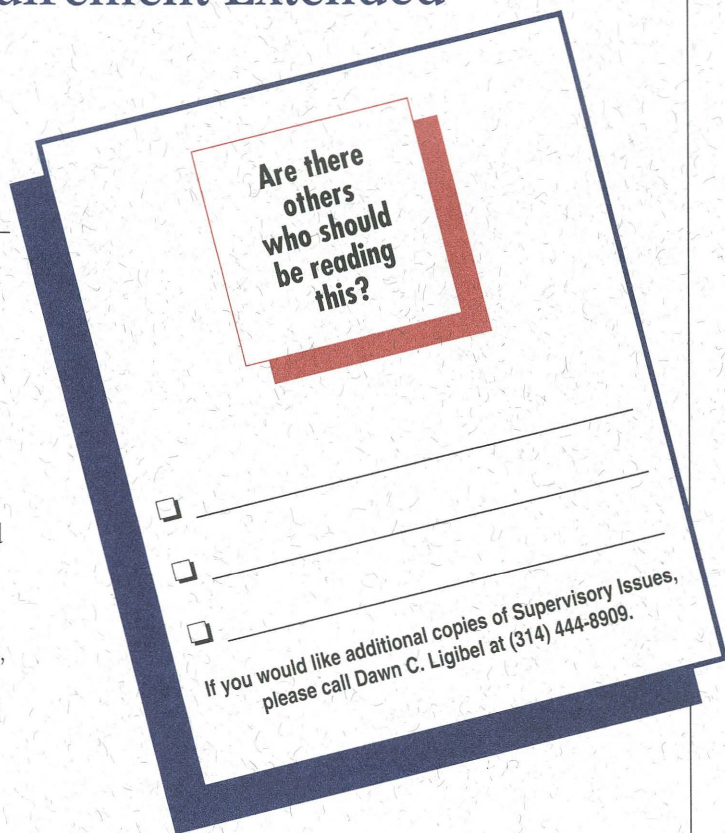 Extended
Are there
others
who should
be reading
this?
If you would like additional copies of Supervisory Issues,
please call Dawn C. Ligibel at (314) 444-8909.